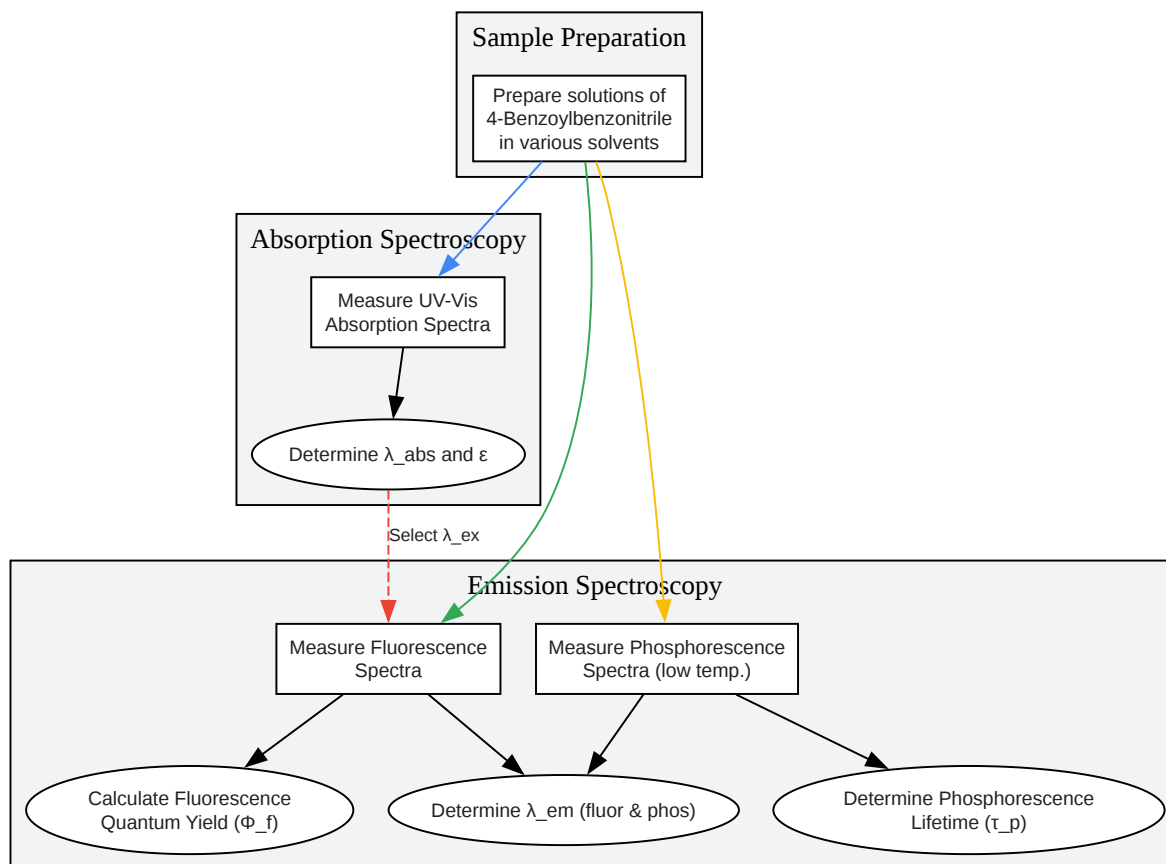 Sample Preparation
Prepare solutions of
4-Benzoylbenzonitrile
in various solvents
Absorption Spectroscopy
Measure UV-Vis
Absorption Spectra
Determine λ_abs and ε
Select λ_ex
Emission Spectroscopy
Measure Fluorescence
Spectra
Measure Phosphorescence
Spectra (low temp.)
Calculate Fluorescence
Quantum Yield (Φ_f)
Determine λ_em (fluor & phos)
Determine Phosphorescence
Lifetime (τ_p)